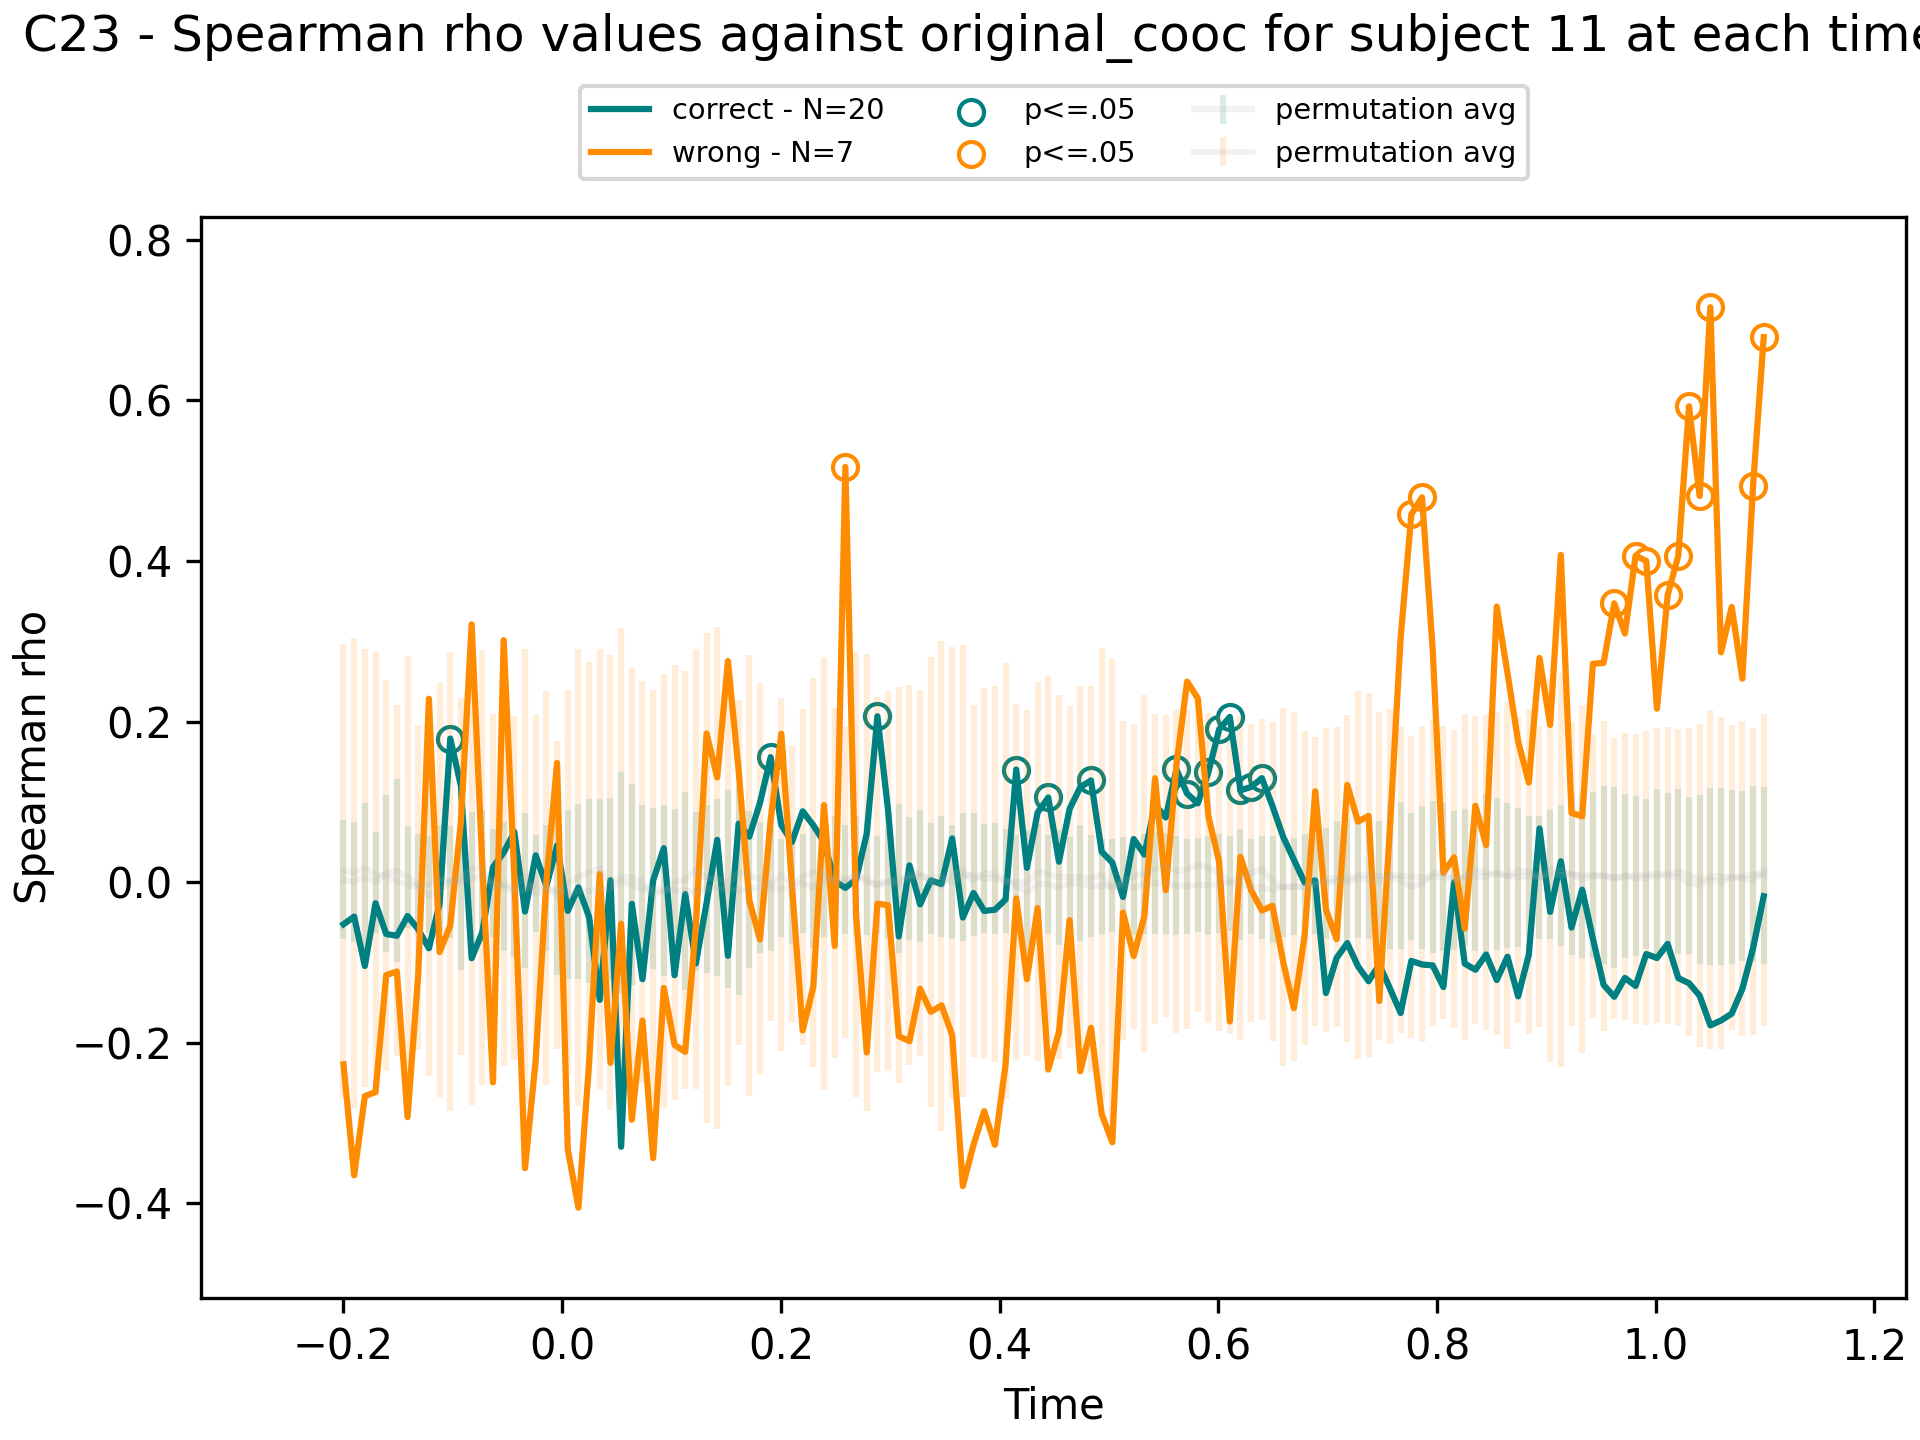 C23 - Spearman rho values against original_cooc for subject 11 at each time
correct - N=20 p<=.05 permutation avg
wrong - N=7 p<=.05 permutation avg
0.8
0.6
0.4
0.2
0.0
−0.2
−0.4
Spearman rho
−0.2 0.0 0.2 0.4 0.6 0.8 1.0 1.2
Time